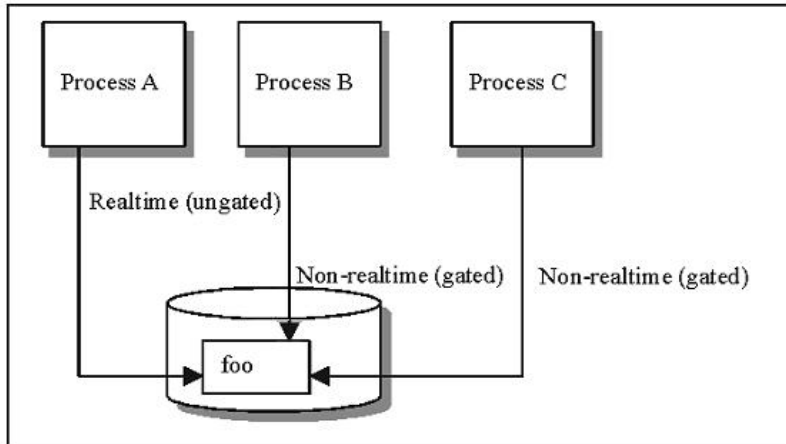 Process A
Process B
Process C
Realtime (ungated)
Non-realtime (gated)
Non-realtime (gated)
foo